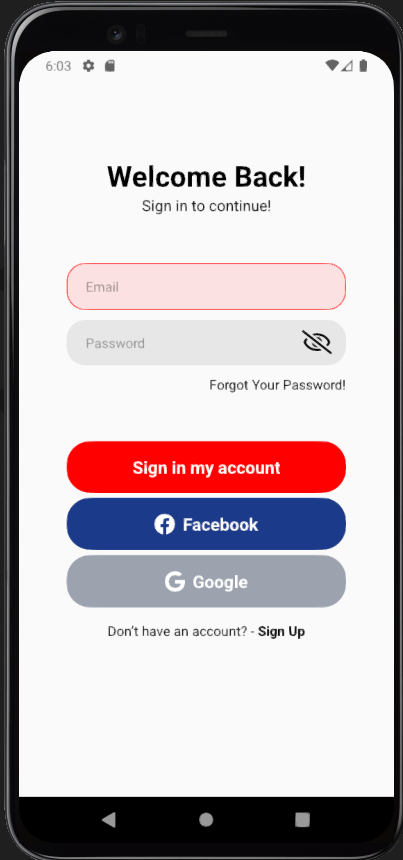 6:03
Welcome Back!
Sign in to continue!
Email
Password
Forgot Your Password!
Sign in my account
Facebook
Google
Don't have an account? - Sign Up